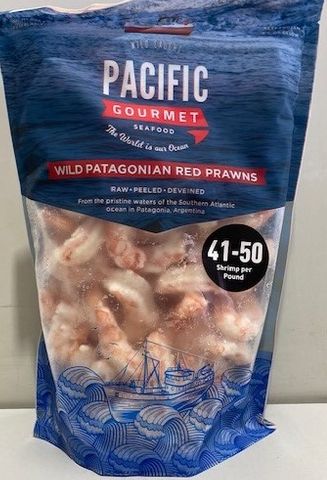 WILD CAUGHT
PACIFIC
GOURMET
SEAFOOD
The World is our Ocean
WILD PATAGONIAN RED PRAWNS
RAW • PEELED • DEVEINED
From the pristine waters of the Southern Atlantic
ocean in Patagonia, Argentina
41-50
Shrimp per
Pound